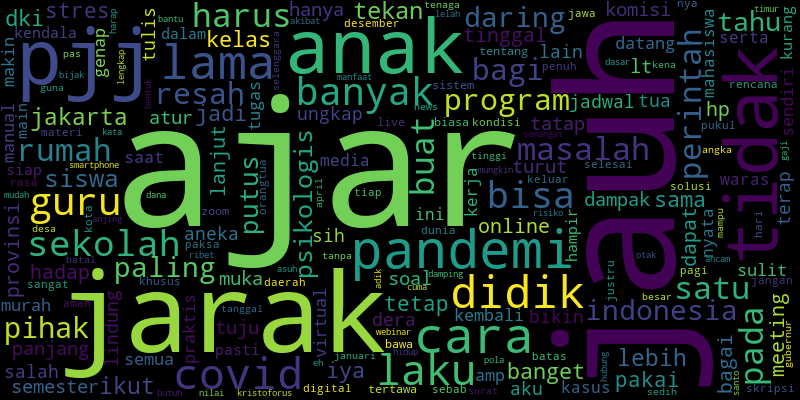 dki stres harus hanya tekan daring komisi nya jawa timur
kendala tulis dalam akibat bantu desember tinggal tentang lain datang tahu
pjj lama anak bagi
makin genap kelas tenaga lelah serta kurang
pas bijak guna lengkap harap resah selenggara manfaat sistem penuh lt dasar kena mahasiswa rencana
jakarta atur jadi tugas banyak program jadwal tua hp sendiri
manual main materi kata bentuk ungkap news live biasa kondisi tatap perintah pukul
ajar jauh tidak
rumah saat lanjut putus psikologis media buat tinggi masalah turut selesai angka gaji
siap rasa siswa smartphone orangtua tiap kerja mungkin keluar dampak sama solusi waras terap
mudah dana guru zoom april ini bisa
kota desa anjing aneka sih dunia online hampir dapat nyata mampu hari
provinsi sekolah batal paksa ribet tanpa pandemi otak
hadap sangat khusus paling muka daerah asuh soal damping justru pagi ancam sulit
jarak adik cuma didik satu jangan
murah aman lindung praktis tuju tanggal virtual tetap kembali bikin indonesia besar
pihak panjang pasti dera webinar cara hubung pada meeting gubernur
salah semua januari hidup bawa pola batas lebih bagai
semester ikut covid iya eh laku amp banget kasus pakai santo
butuh nilai kristoforus digital tertawa sebab surat aku risiko sedih skripsi
senangat